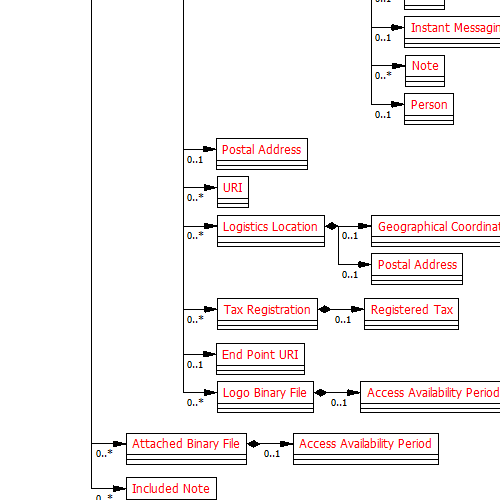 0..1
Instant Messaging
0..1
Note
0..*
Person
0..1
Postal Address
0..1
URI
0..*
Logistics Location
0..*
Geographical Coordinat
0..1
Postal Address
0..1
Tax Registration
0..*
Registered Tax
0..1
End Point URI
0..1
Logo Binary File
0..*
Access Availability Period
0..1
Attached Binary File
0..*
Access Availability Period
0..1
Included Note
0..*